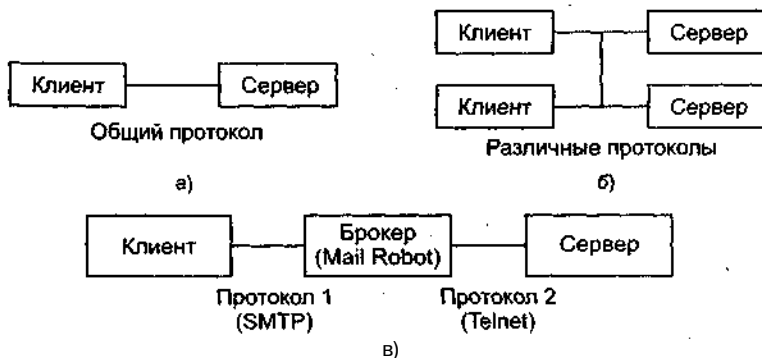 Клиент Сервер
Общий протокол
а)
Клиент Сервер
Клиент Сервер
Различные протоколы
б)
Клиент Брокер (Mail Robot) Сервер
Протокол 1 (SMTP)
Протокол 2 (Telnet)
в)